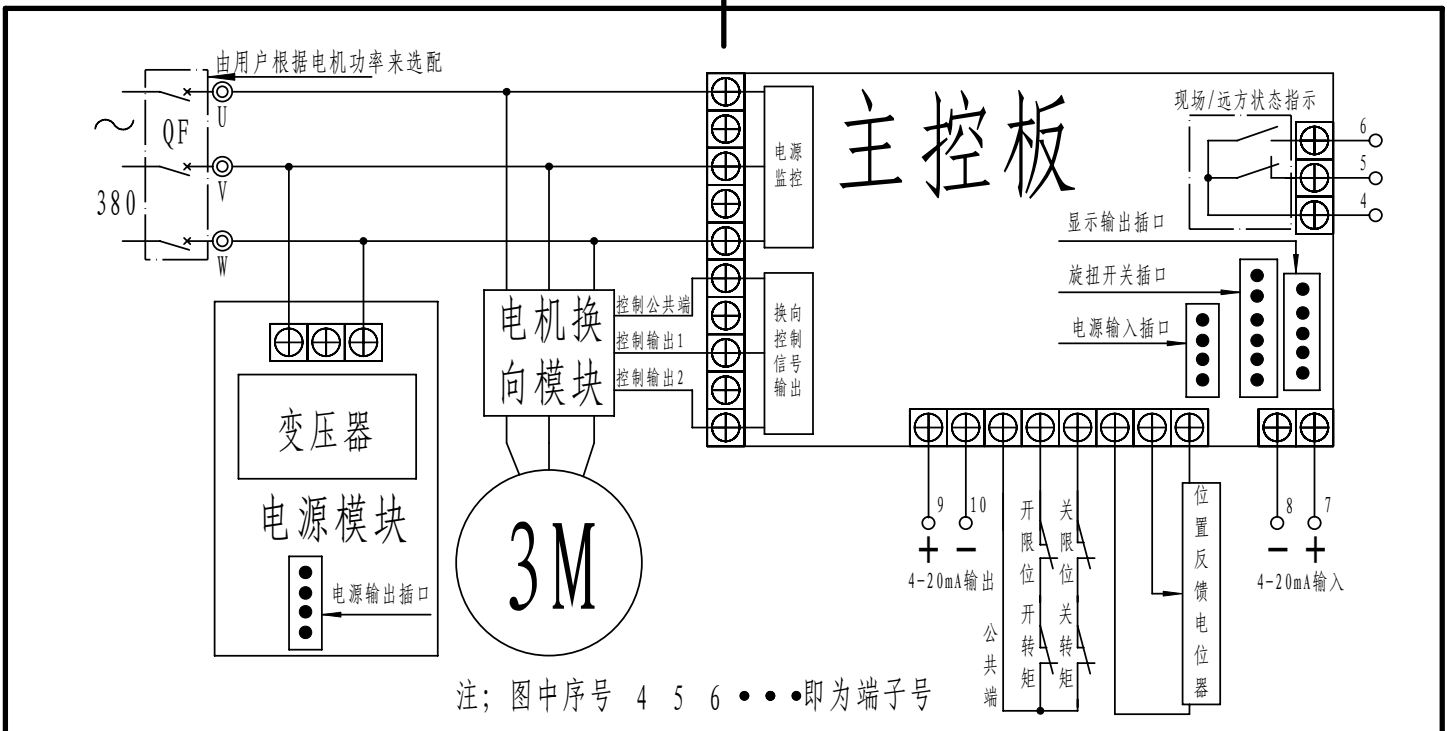 由用户根据电机功率来选配
U
QF
V
380
W
主控板
电源监控
现场/远方状态指示
6
5
4
显示输出插口
旋扭开关插口
电源输入插口
控制公共端
控制输出1
控制输出2
换向控制信号输出
电机换
向模块
变压器
电源模块
电源输出插口
3M
9
10
+
-
4-20mA输出
开限位
关限位
开转矩
关转矩
公共端
位置反馈电位器
8
7
-
+
4-20mA输入
注；图中序号 4 5 6 ●●●即为端子号